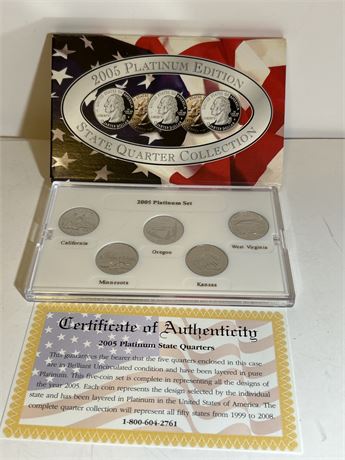 2005 PLATINUM EDITION
STATE QUARTER COLLECTION
2005 Platinum Set
California
Oregon
West Virginia
Minnesota
Kansas
Certificate of Authenticity
2005 Platinum State Quarters
This guarantees the bearer that the five quarters enclosed in this case
are in Brilliant Uncirculated condition and have been layered in pure
Platinum. This five-coin set is complete in representing all the designs of
the year 2005. Each coin represents the design selected by the individual
state and has been layered in Platinum in the United States of America. The
complete quarter collection will represent all fifty states from 1999 to 2008.
1-800-604-2761